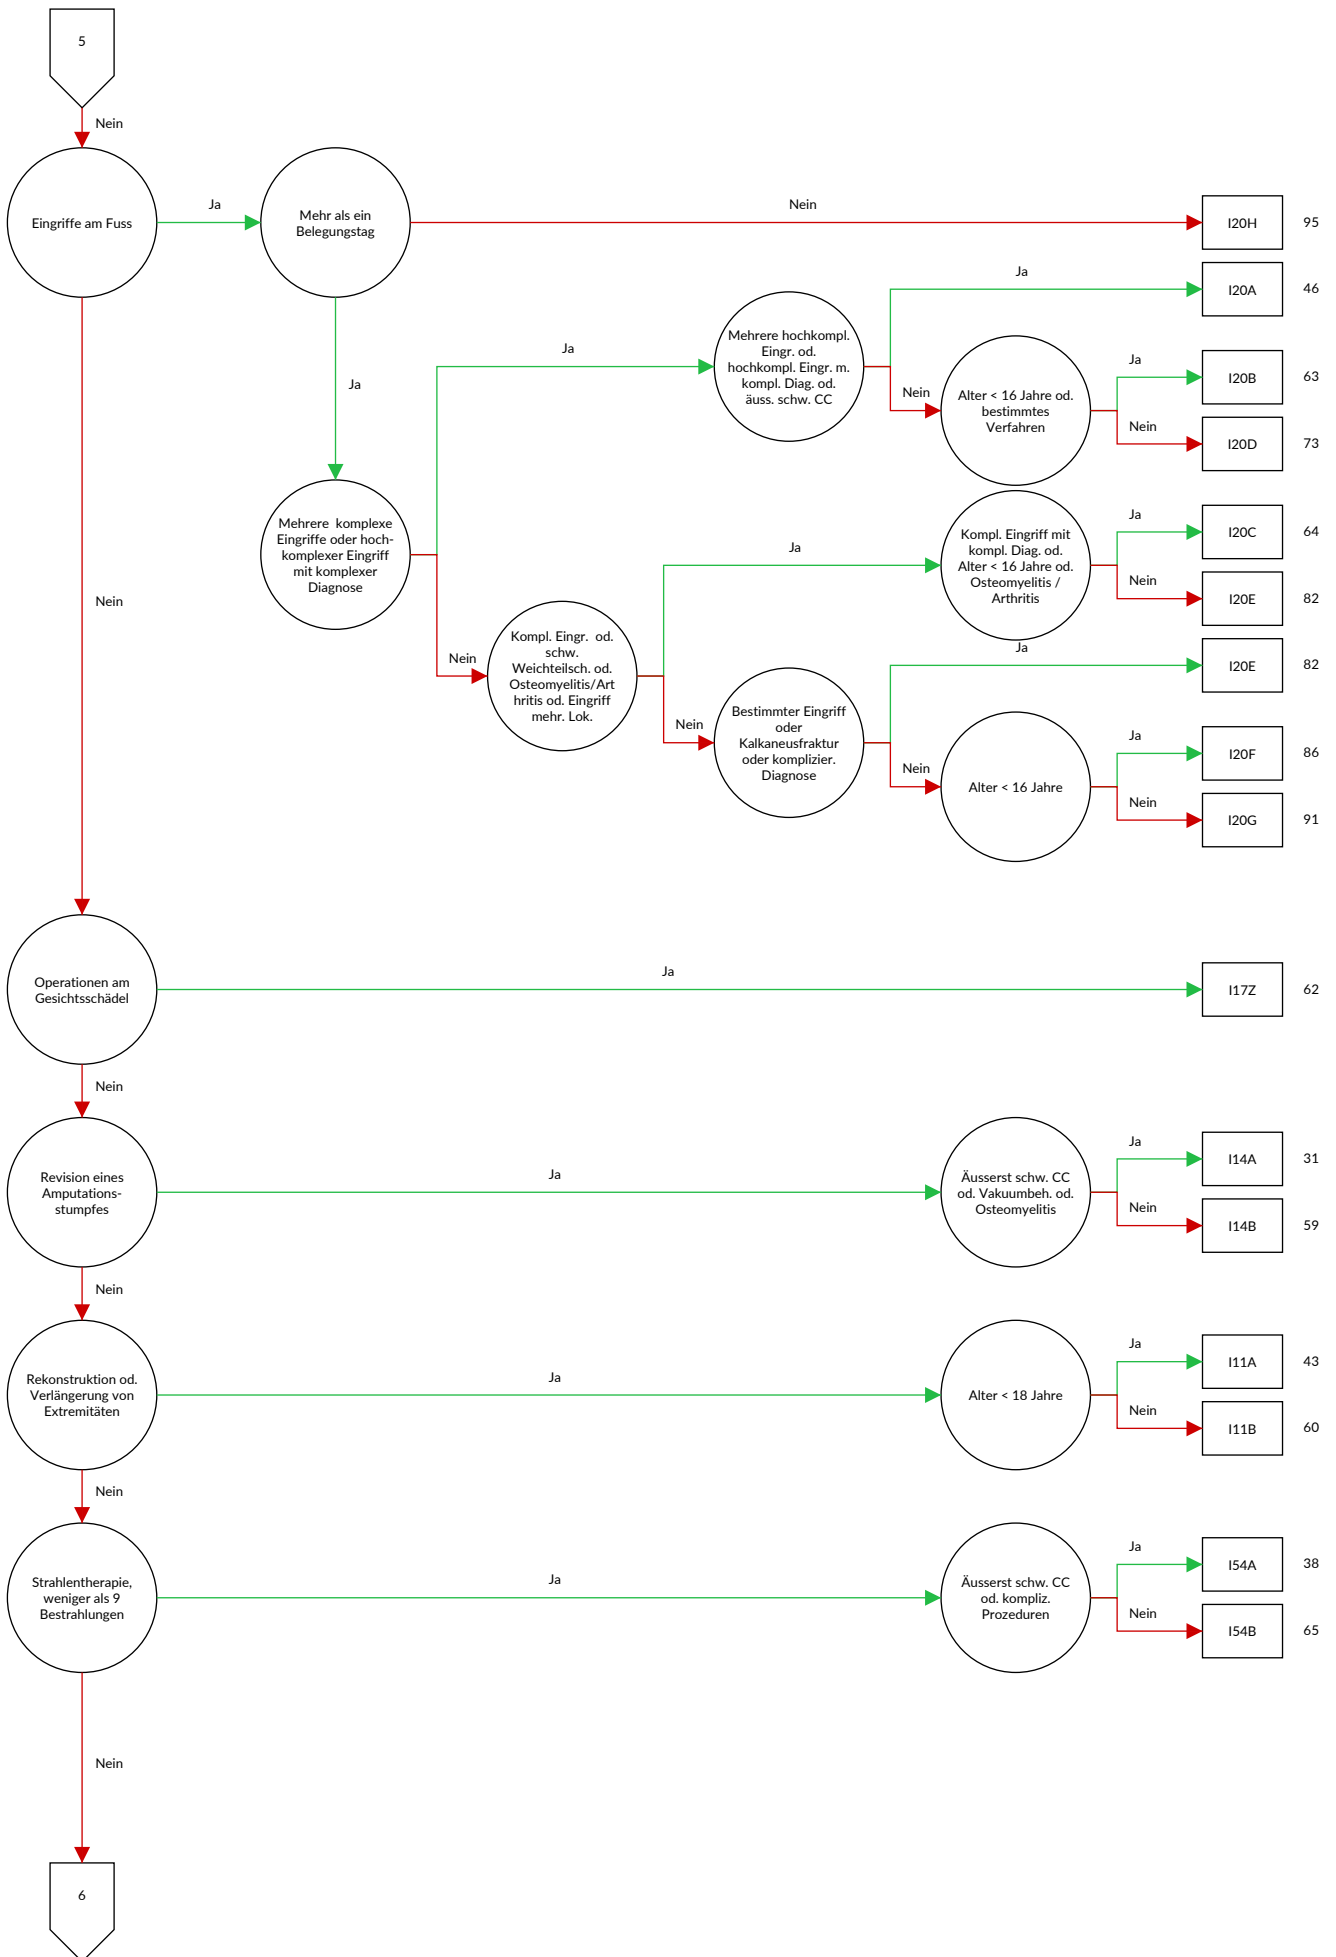 5
Nein
Eingriffe am Fuss
Ja
Mehr als ein
Belegungstag
Nein
I20H
95
Ja
I20A
46
Ja
Mehrere hochkompl.
Eingr. od.
hochkompl. Eingr. m.
kompl. Diag. od.
äuss. schw. CC
Nein
Alter < 16 Jahre od.
bestimmtes
Verfahren
Ja
I20B
63
Nein
I20D
73
Ja
Mehrere komplexe
Eingriffe oder hoch-
komplexer Eingriff
mit komplexer
Diagnose
Ja
Kompl. Eingriff mit
kompl. Diag. od.
Alter < 16 Jahre od.
Osteomyelitis /
Arthritis
Ja
I20C
64
Nein
I20E
82
Nein
Nein
Kompl. Eingr. od.
schw.
Weichteilsch. od.
Osteomyelitis/Art
hritis od. Eingriff
mehr. Lok.
Ja
I20E
82
Nein
Bestimmter Eingriff
oder
Kalkaneusfraktur
oder komplizier.
Diagnose
Nein
Alter < 16 Jahre
Ja
I20F
86
Nein
I20G
91
Operationen am
Gesichtsschädel
Ja
I17Z
62
Nein
Revision eines
Amputations-
stumpfes
Ja
Äusserst schw. CC
od. Vakuumbeh. od.
Osteomyelitis
Ja
I14A
31
Nein
I14B
59
Nein
Rekonstruktion od.
Verlängerung von
Extremitäten
Ja
Alter < 18 Jahre
Ja
I11A
43
Nein
I11B
60
Nein
Strahlentherapie,
weniger als 9
Bestrahlungen
Ja
Äusserst schw. CC
od. kompliz.
Prozeduren
Ja
I54A
38
Nein
I54B
65
Nein
6